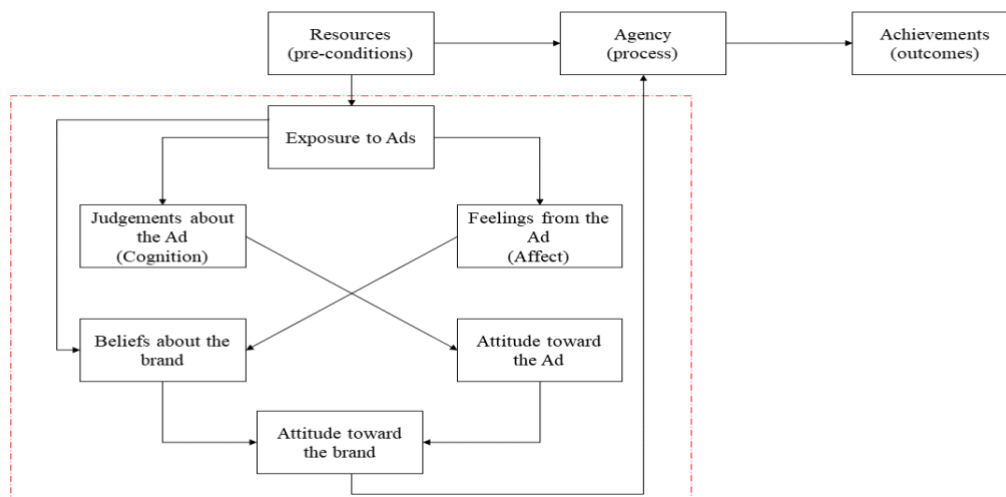 Resources
(pre-conditions)
Agency
(process)
Achievements
(outcomes)
Exposure to Ads
Judgements about
the Ad
(Cognition)
Feelings from the
Ad
(Affect)
Beliefs about the
brand
Attitude toward
the Ad
Attitude toward
the brand